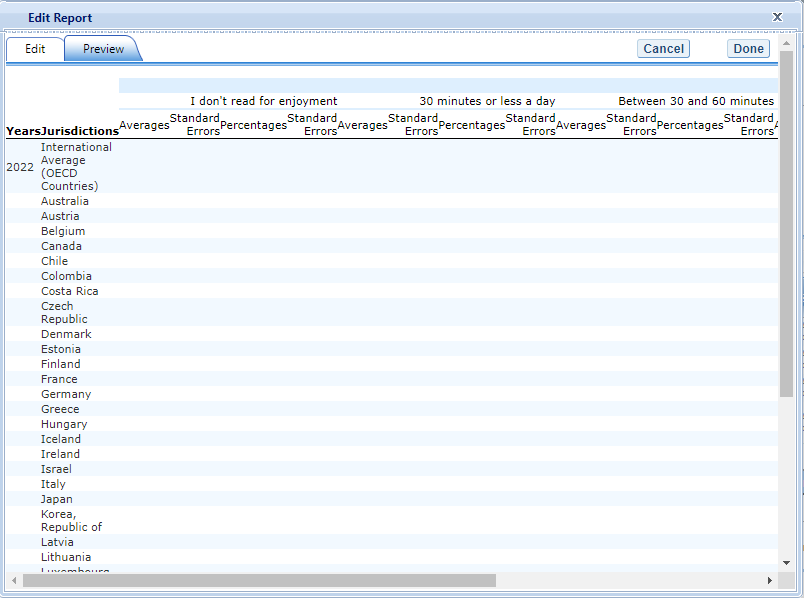 Edit Report
Edit Preview Cancel Done
I don't read for enjoyment 30 minutes or less a day Between 30 and 60 minutes
Years Jurisdictions Averages Standard Errors Percentages Standard Errors Averages Standard Errors Percentages Standard Errors Averages Standard Errors Percentages Standard Errors
2022 International
Average
(OECD
Countries)
Australia
Austria
Belgium
Canada
Chile
Colombia
Costa Rica
Czech
Republic
Denmark
Estonia
Finland
France
Germany
Greece
Hungary
Iceland
Ireland
Israel
Italy
Japan
Korea,
Republic of
Latvia
Lithuania
Luxembourg